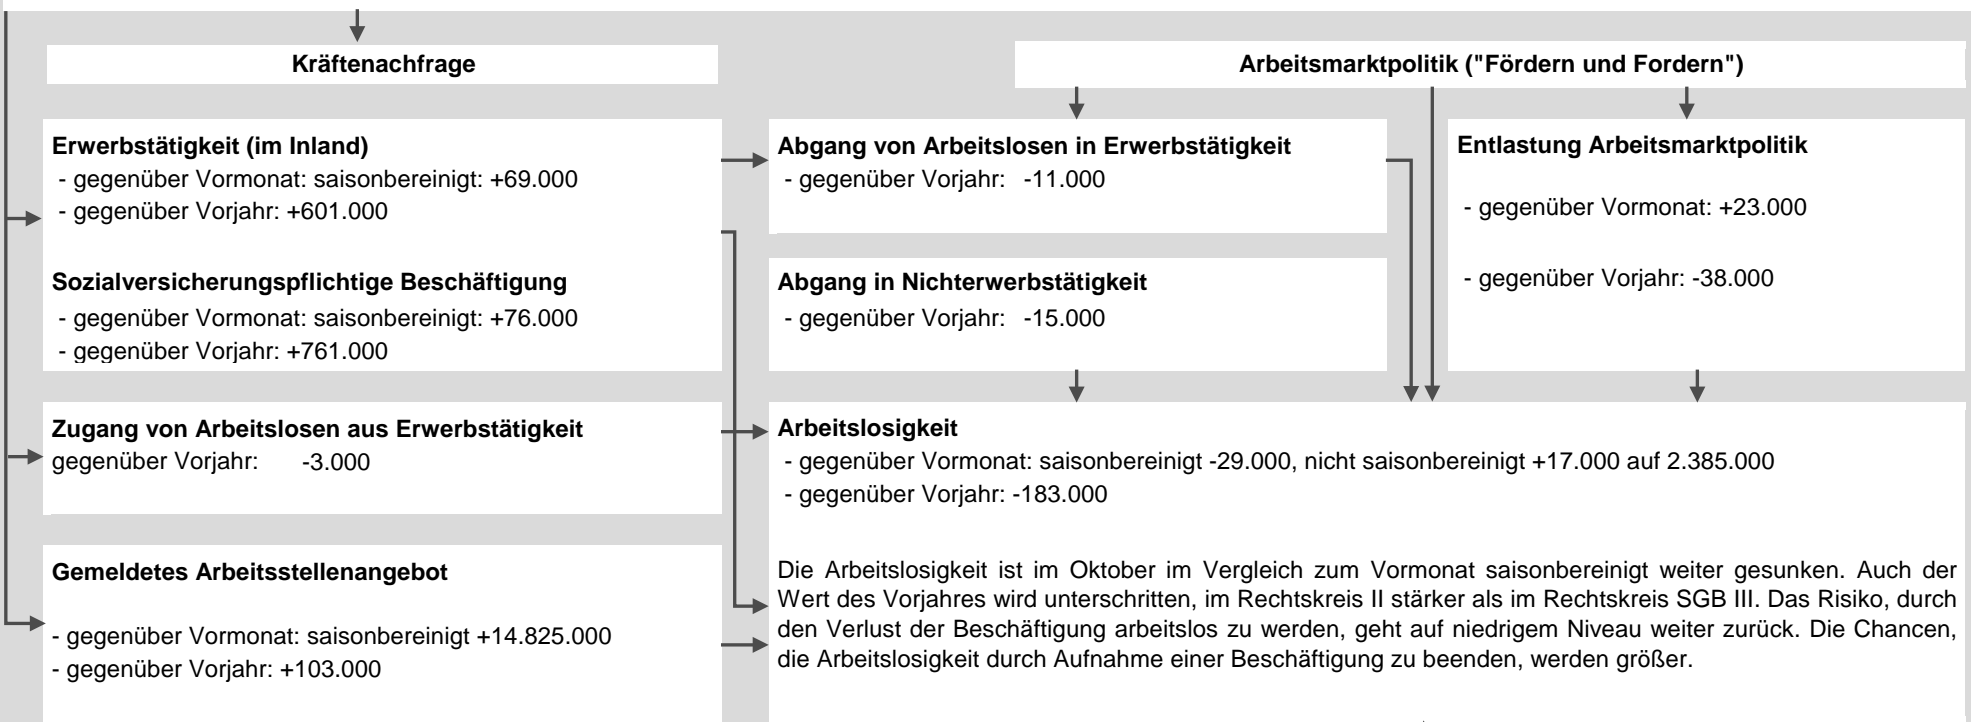 Kräftenachfrage
Arbeitsmarktpolitik ("Fördern und Fordern")
Erwerbstätigkeit (im Inland)
- gegenüber Vormonat: saisonbereinigt: +69.000
- gegenüber Vorjahr: +601.000
Sozialversicherungspflichtige Beschäftigung
- gegenüber Vormonat: saisonbereinigt: +76.000
- gegenüber Vorjahr: +761.000
Abgang von Arbeitslosen in Erwerbstätigkeit
- gegenüber Vorjahr: -11.000
Abgang in Nichterwerbstätigkeit
- gegenüber Vorjahr: -15.000
Entlastung Arbeitsmarktpolitik
- gegenüber Vormonat: +23.000
- gegenüber Vorjahr: -38.000
Zugang von Arbeitslosen aus Erwerbstätigkeit
gegenüber Vorjahr: -3.000
Gemeldetes Arbeitsstellenangebot
- gegenüber Vormonat: saisonbereinigt +14.825.000
- gegenüber Vorjahr: +103.000
Arbeitslosigkeit
- gegenüber Vormonat: saisonbereinigt -29.000, nicht saisonbereinigt +17.000 auf 2.385.000
- gegenüber Vorjahr: -183.000
Die Arbeitslosigkeit ist im Oktober im Vergleich zum Vormonat saisonbereinigt weiter gesunken. Auch der
Wert des Vorjahres wird unterschritten, im Rechtskreis II stärker als im Rechtskreis SGB III. Das Risiko, durch
den Verlust der Beschäftigung arbeitslos zu werden, geht auf niedrigem Niveau weiter zurück. Die Chancen,
die Arbeitslosigkeit durch Aufnahme einer Beschäftigung zu beenden, werden größer.